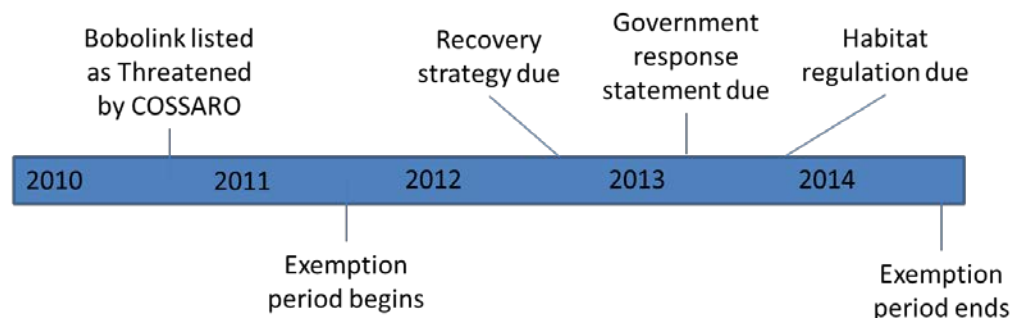 Bobolink listed
as Threatened
by COSSARO
Recovery
strategy due
Government
response
statement due
Habitat
regulation due
2010 2011 2012 2013 2014
Exemption
period begins
Exemption
period ends